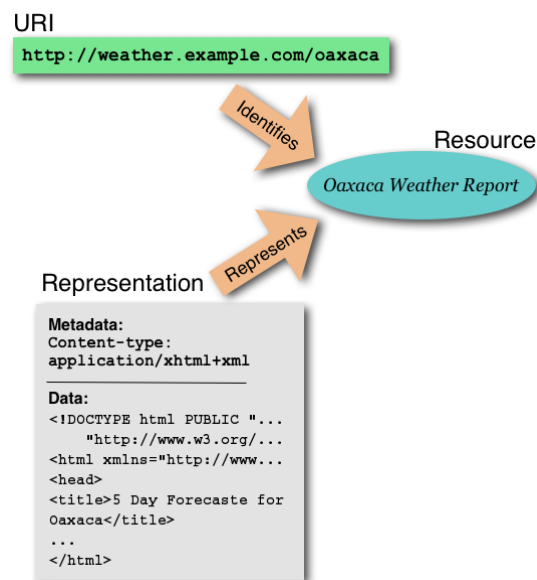 URI
http://weather.example.com/oaxaca
Identifies
Resource
Oaxaca Weather Report
Represents
Representation
Metadata:
Content-type:
application/xhtml+xml
Data:
<!DOCTYPE html PUBLIC "...
"http://www.w3.org/...
<html xmlns="http://www...
<head>
<title>5 Day Forecaste for
Oaxaca</title>
...
</html>